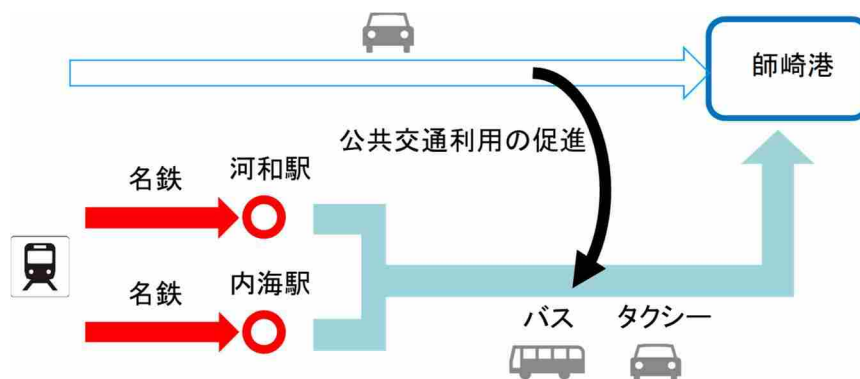 師崎港
公共交通利用の促進
名鉄
河和駅
名鉄
内海駅
バス
タクシー